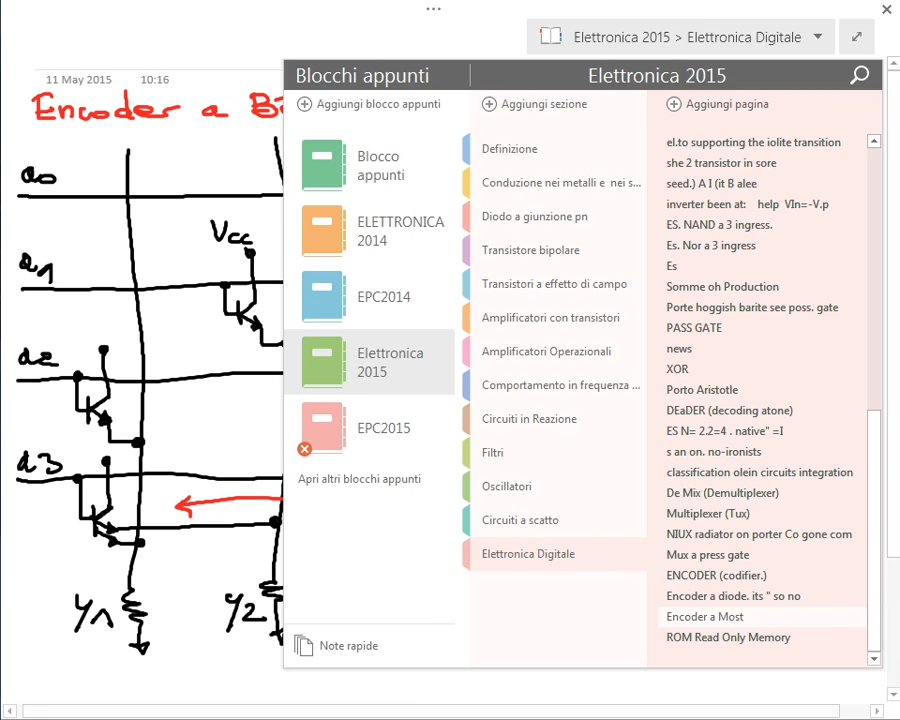 Elettronica 2015 > Elettronica Digitale
11 May 2015 10:16
Encoder a B
a0
a1
Vcc
a2
a3
y1
y2
Blocchi appunti
Elettronica 2015
Aggiungi blocco appunti
Aggiungi sezione
Aggiungi pagina
Blocco
appunti
ELETTRONICA
2014
EPC2014
Elettronica
2015
EPC2015
Apri altri blocchi appunti
Note rapide
Definizione
Conduzione nei metalli e nei s...
Diodo a giunzione pn
Transistore bipolare
Transistori a effetto di campo
Amplificatori con transistori
Amplificatori Operazionali
Comportamento in frequenza ...
Circuiti in Reazione
Filtri
Oscillatori
Circuiti a scatto
Elettronica Digitale
el.to supporting the iolite transition
she 2 transistor in sore
seed.) A I (it B alee
inverter been at: help VIn=-V.p
ES. NAND a 3 ingress.
Es. Nor a 3 ingress
Es
Somme oh Production
Porte hoggish barite see poss. gate
PASS GATE
news
XOR
Porto Aristotle
DEaDER (decoding atone)
ES N= 2.2=4 . native" =I
s an on. no-ironists
classification olein circuits integration
De Mix (Demultiplexer)
Multiplexer (Tux)
NIUX radiator on porter Co gone com
Mux a press gate
ENCODER (codifier.)
Encoder a diode. its " so no
Encoder a Most
ROM Read Only Memory